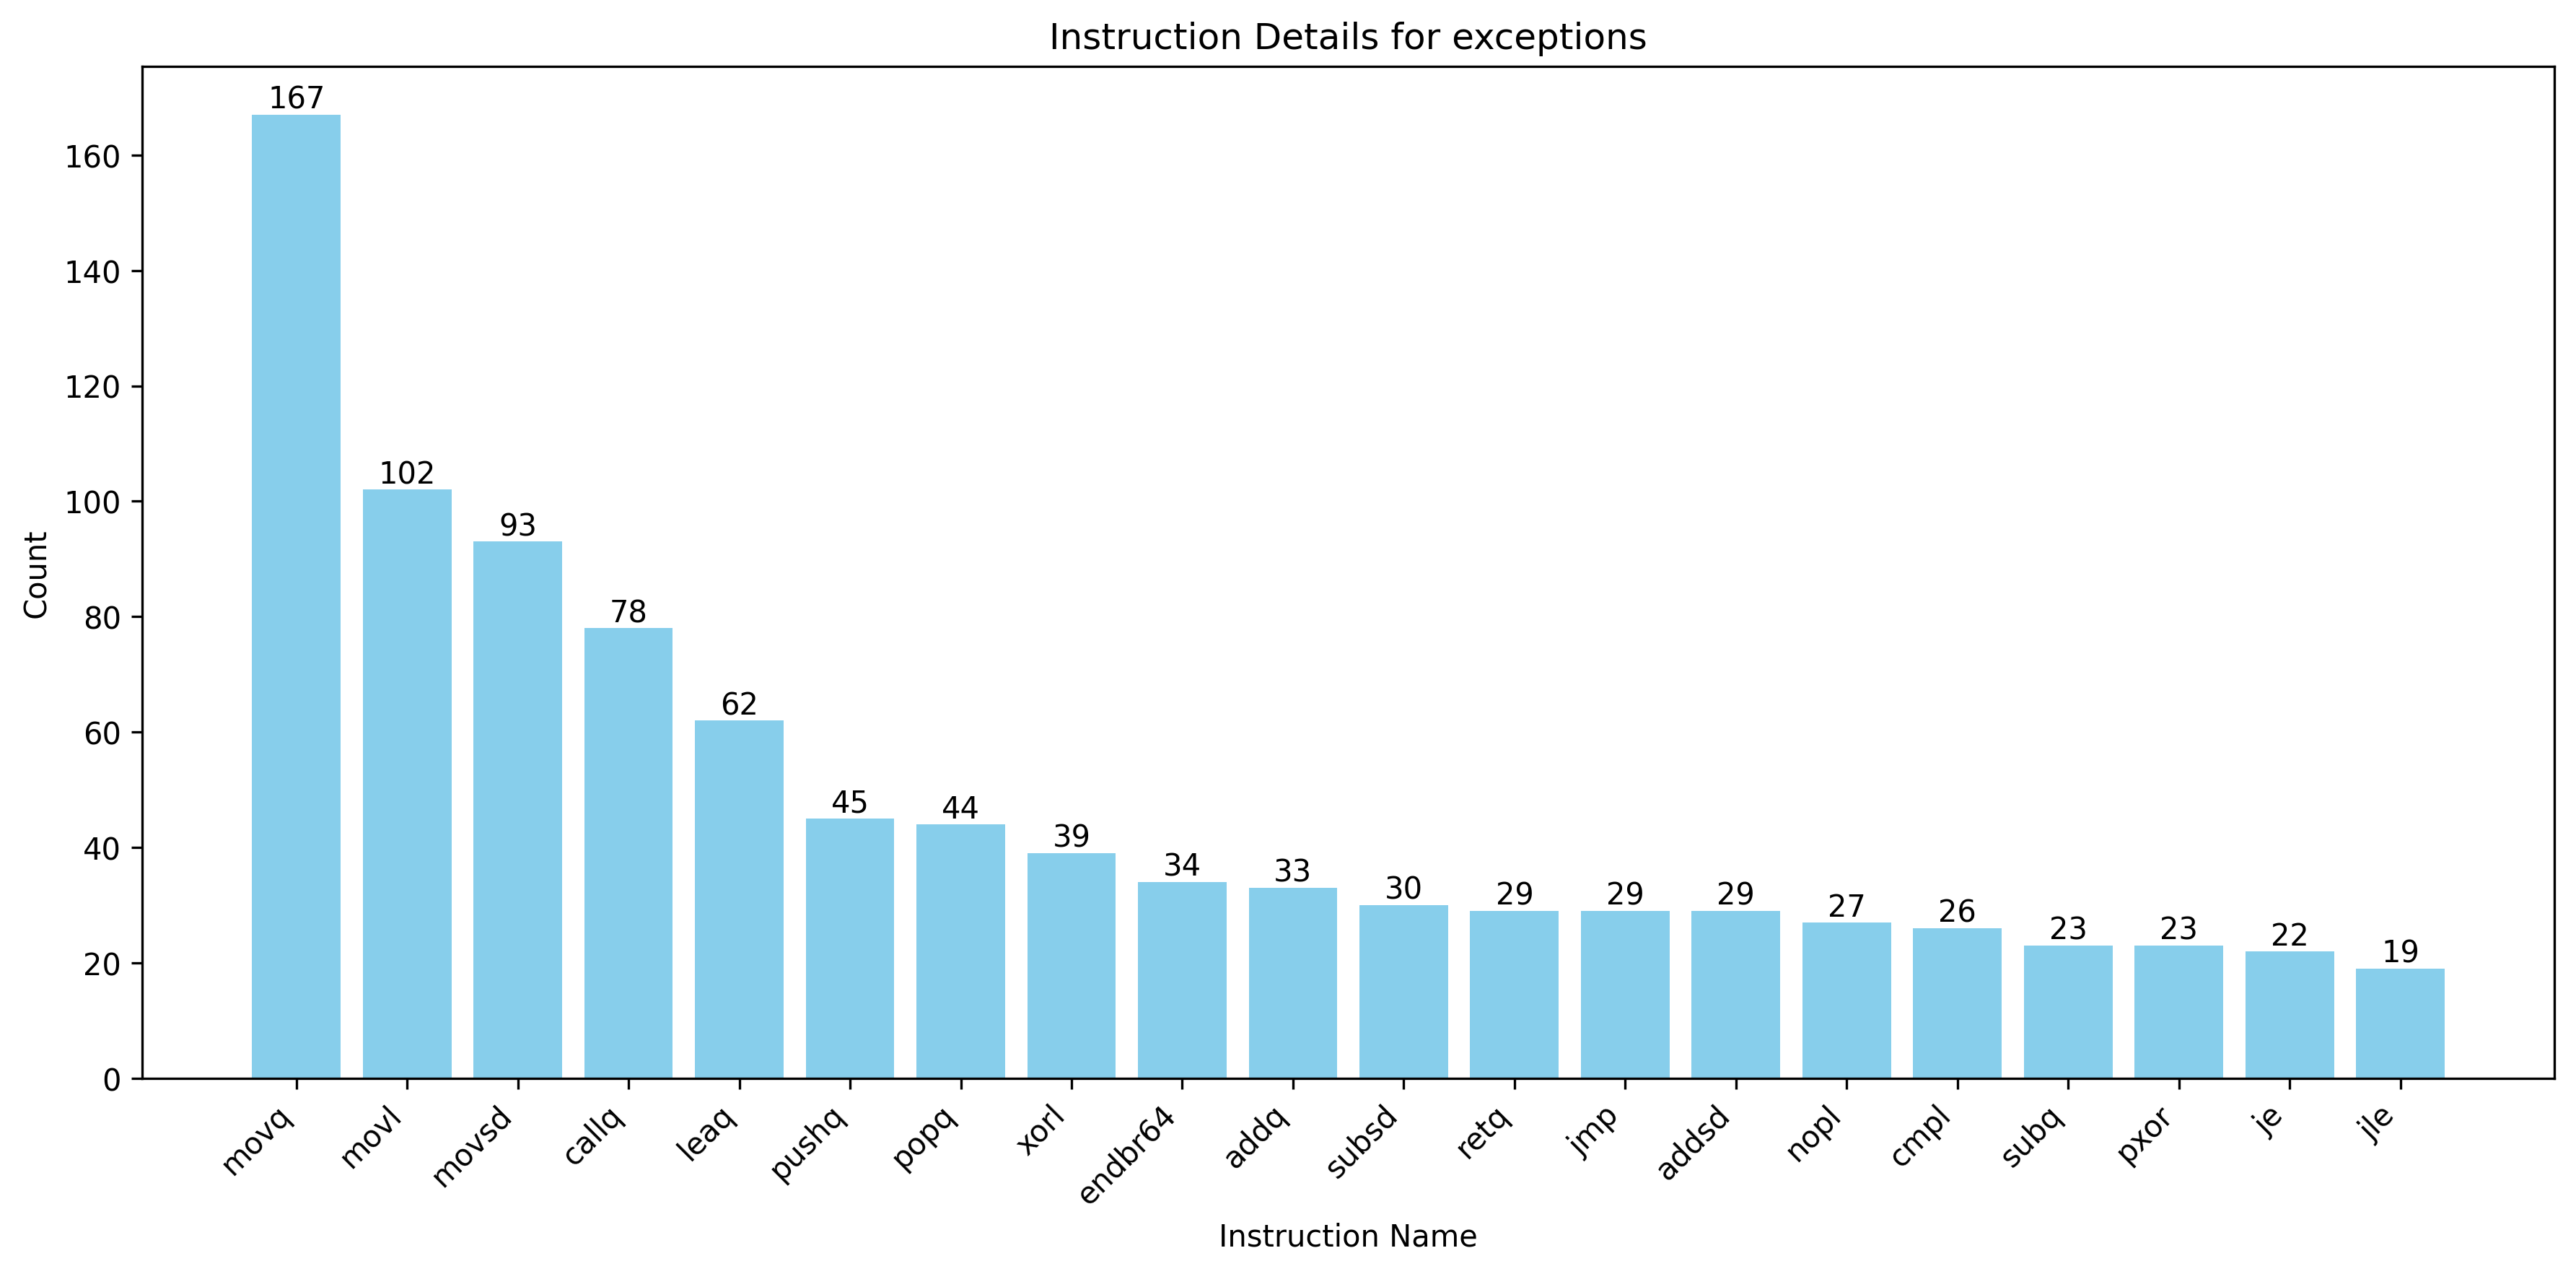 Instruction Details for exceptions
167
160
140
120
102
100
93
Count
80
78
62
60
45
44
40
39
34
33
30
29
29
29
27
26
23
23
22
19
20
0
movq
movl
movsd
callq
leaq
pushq
popq
xorl
endbr64
addq
subsd
retq
jmp
addsd
nopl
cmpl
subq
pxor
je
jle
Instruction Name